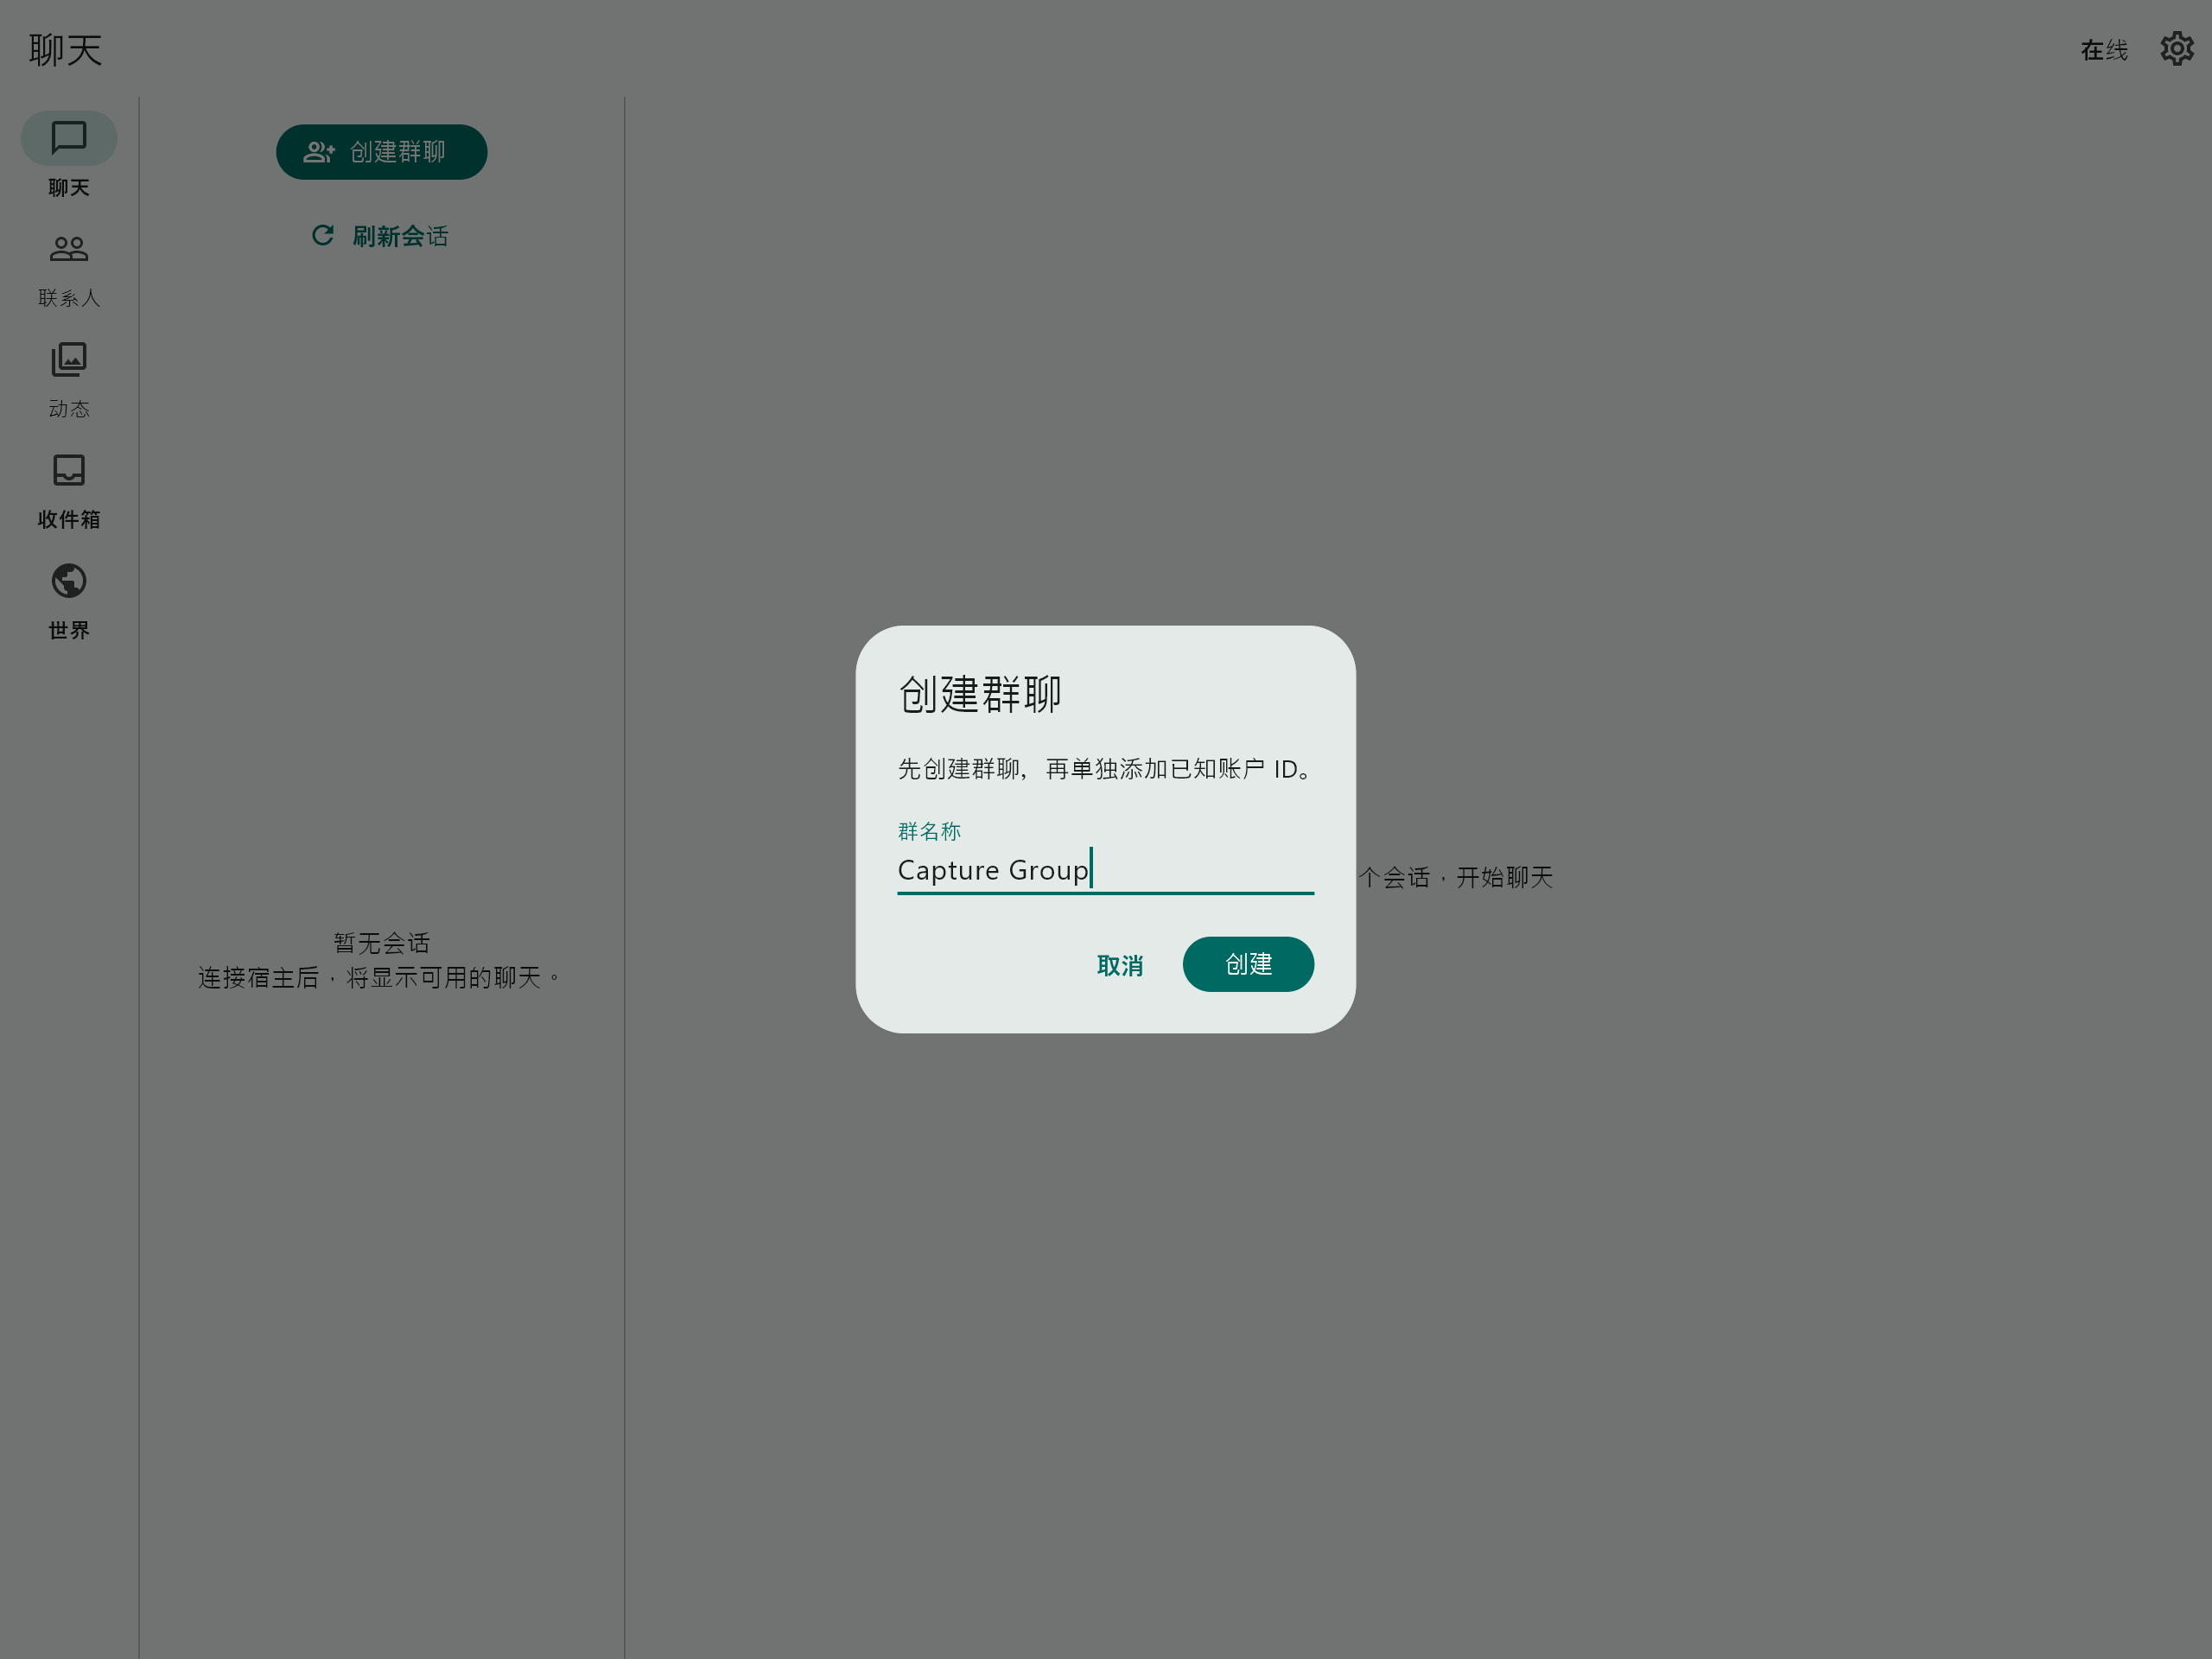 聊天
在线
聊天
联系人
动态
收件箱
世界
创建群聊
刷新会话
暂无会话
连接宿主后，将显示可用的聊天。
个会话，开始聊天
创建群聊
先创建群聊，再单独添加已知账户 ID。
群名称
Capture Group
取消
创建